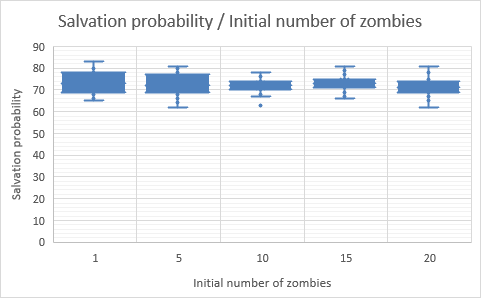 Salvation probability / Initial number of zombies
Salvation probability
90
80
70
60
50
40
30
20
10
0
1 5 10 15 20
Initial number of zombies